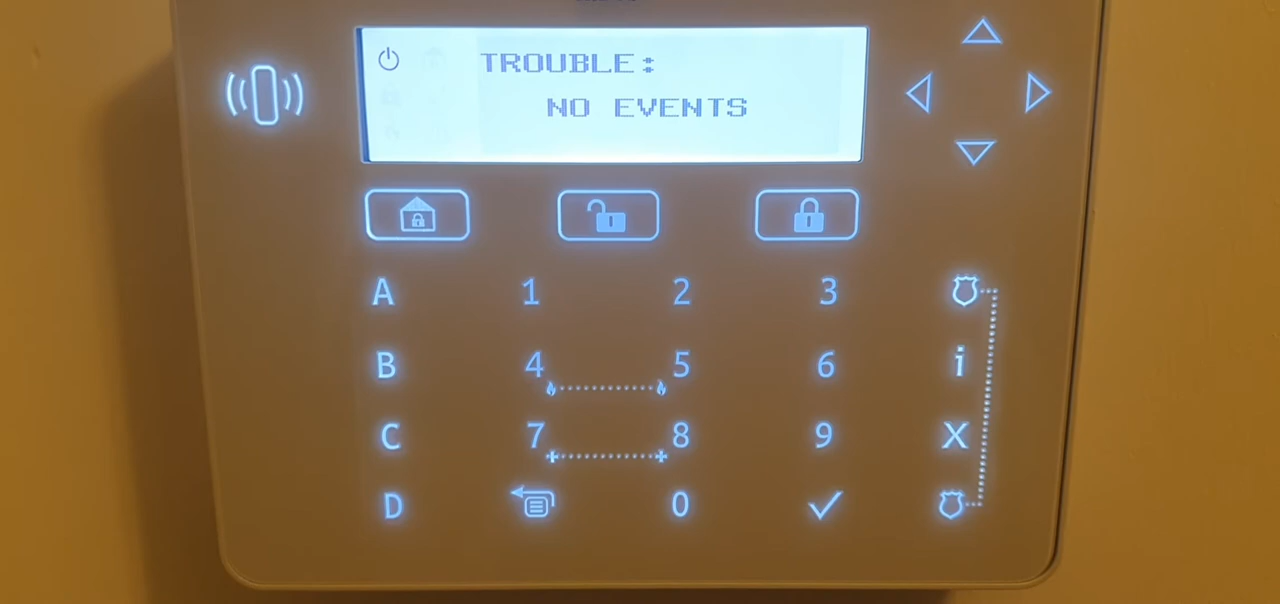 TROUBLE:
NO EVENTS
A 1 2 3
B 4 5 6 i
C 7 8 9 X
D 0